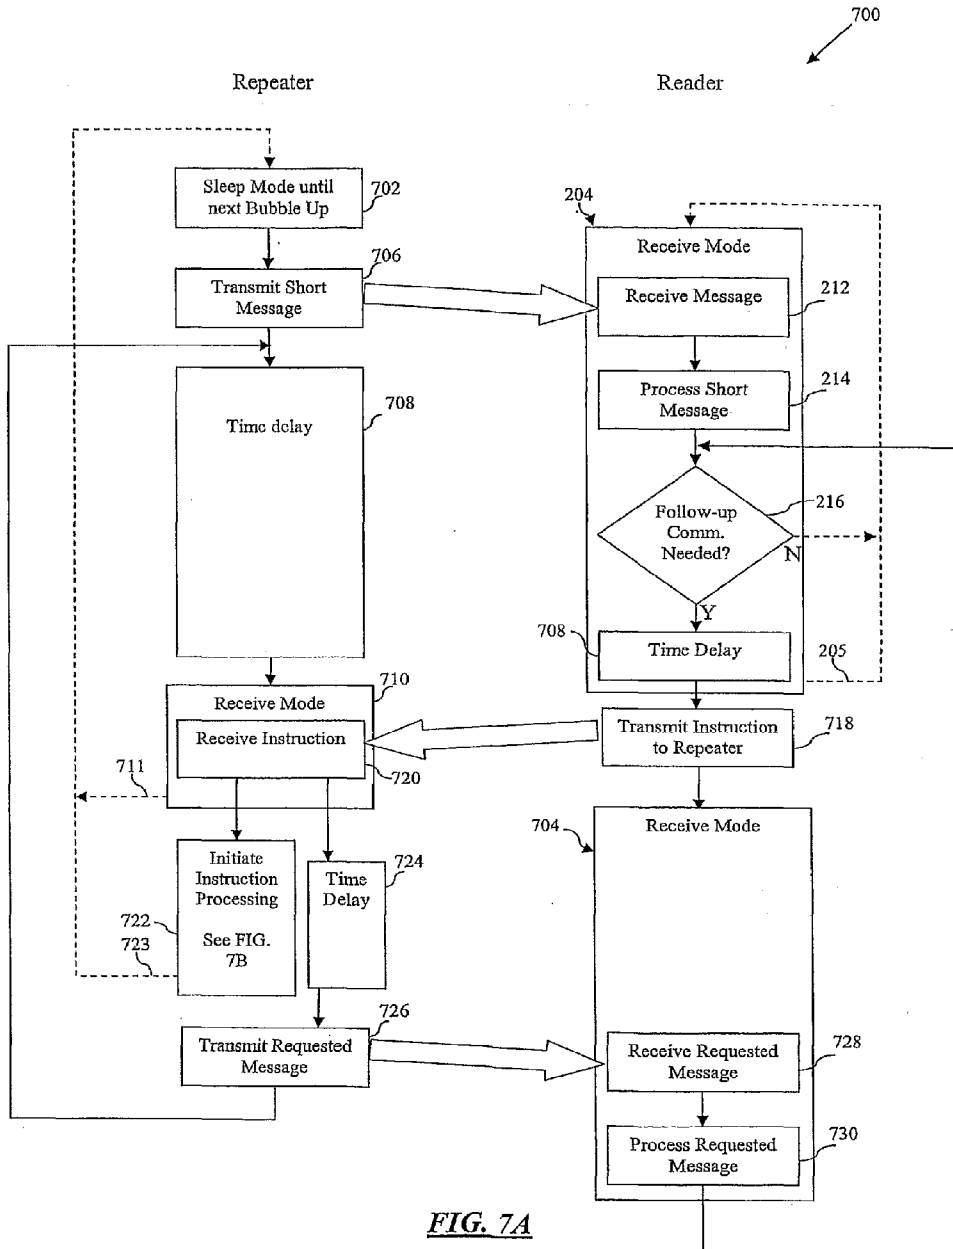 700
Repeater
Reader
Sleep Mode until
next Bubble Up
702
204
Receive Mode
706
Transmit Short
Message
Receive Message
212
Process Short
Message
214
Time delay
708
Follow-up
Comm.
Needed?
216
N
Y
708
Time Delay
205
710
Receive Mode
Receive Instruction
720
Transmit Instruction
to Repeater
718
711
704
Receive Mode
Initiate
Instruction
Processing
See FIG.
7B
722
723
Time
Delay
724
726
Transmit Requested
Message
Receive Requested
Message
728
Process Requested
Message
730
FIG. 7A